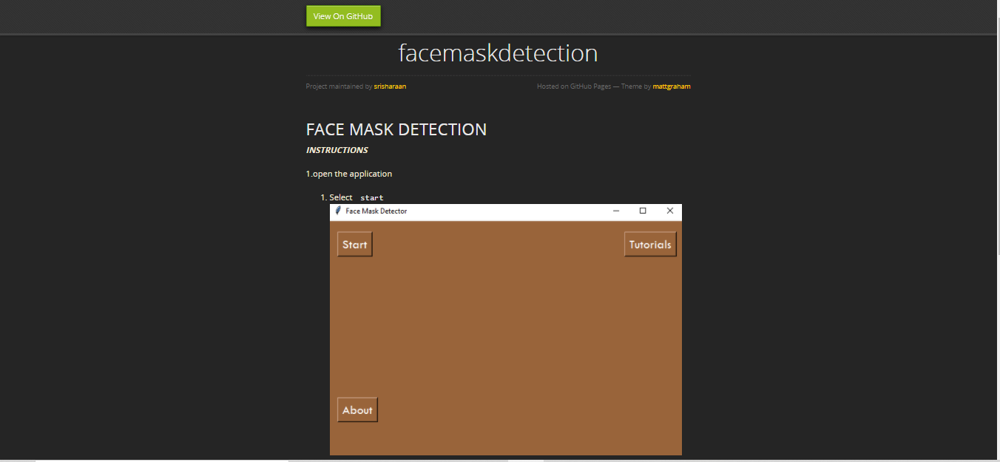 View On GitHub
facemaskdetection
Project maintained by srisharaan
Hosted on GitHub Pages — Theme by mattgraham
FACE MASK DETECTION
INSTRUCTIONS
1.open the application
1. Select start
Face Mask Detector
Start
Tutorials
About